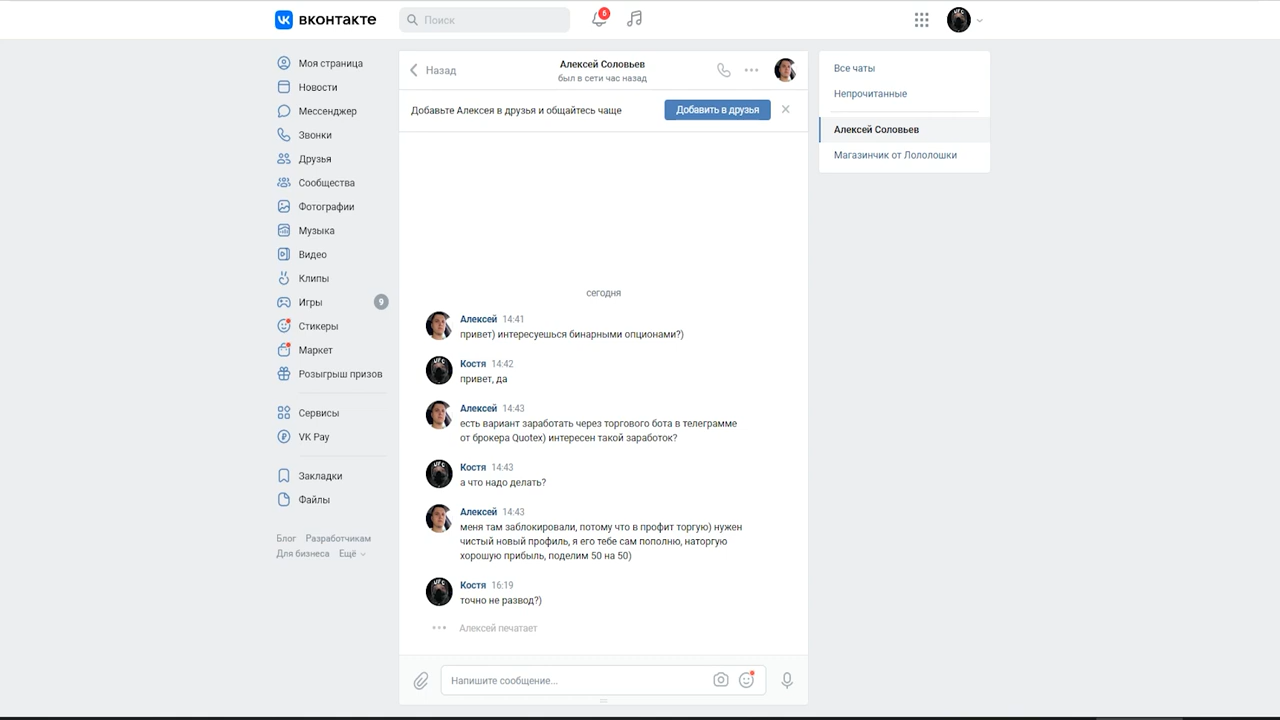 вконтакте
Поиск
6
Моя страница
Новости
Мессенджер
Звонки
Друзья
Сообщества
Фотографии
Музыка
Видео
Клипы
Игры
9
Стикеры
Маркет
Розыгрыш призов
Сервисы
VK Pay
Закладки
Файлы
Блог Разработчикам
Для бизнеса Ещё
Назад
Алексей Соловьев
был в сети час назад
Добавьте Алексея в друзья и общайтесь чаще
Добавить в друзья
сегодня
Алексей 14:41
привет) интересуешься бинарными опционами?)
Костя 14:42
привет, да
Алексей 14:43
есть вариант заработать через торгового бота в телеграмме
от брокера Quotex) интересен такой заработок?
Костя 14:43
а что надо делать?
Алексей 14:43
меня там заблокировали, потому что в профит торгую) нужен
чистый новый профиль, я его тебе сам пополню, наторгую
хорошую прибыль, поделим 50 на 50)
Костя 16:19
точно не развод?)
Алексей печатает
Напишите сообщение...
Все чаты
Непрочитанные
Алексей Соловьев
Магазинчик от Лололошки